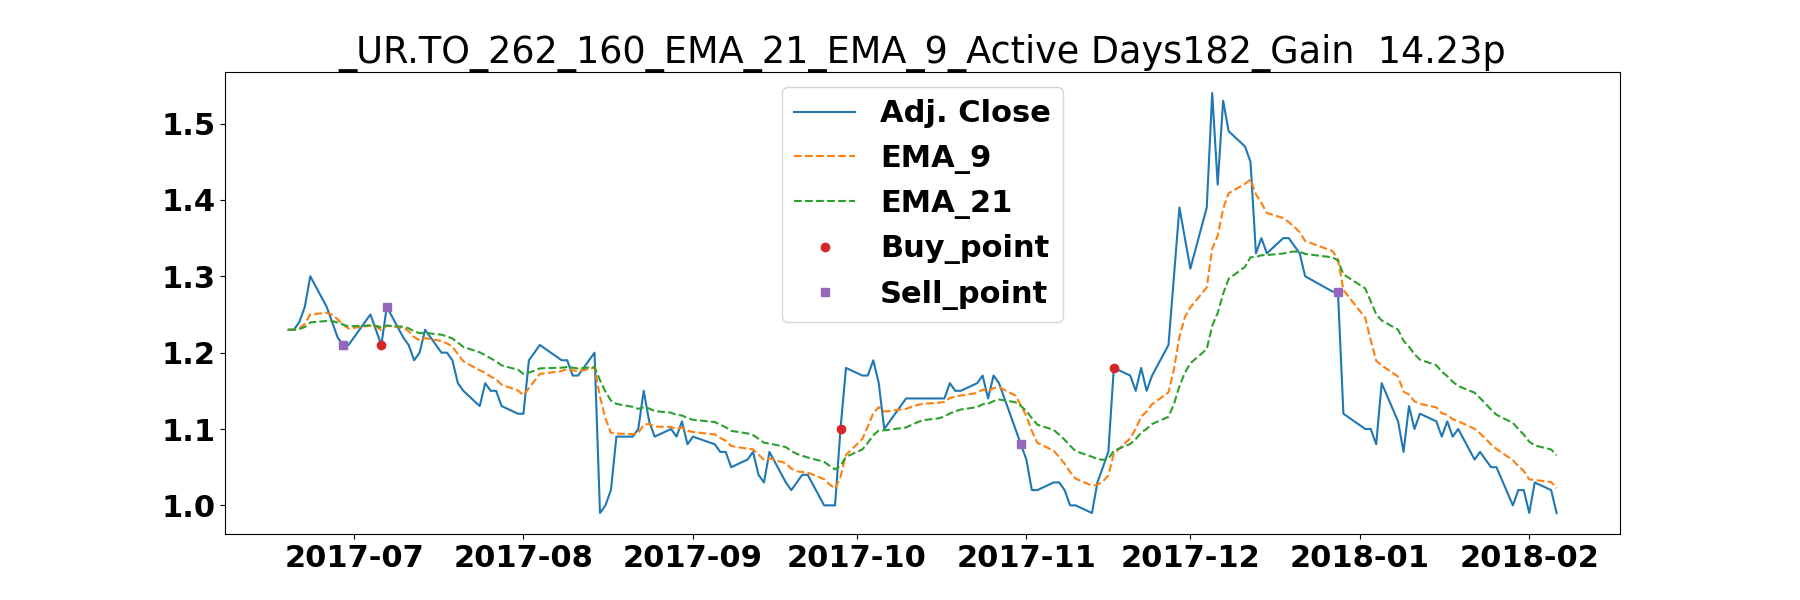 _UR.TO_262_160_EMA_21_EMA_9_Active Days182_Gain  14.23p
Adj. Close
EMA_9
EMA_21
Buy_point
Sell_point
1.5
1.4
1.3
1.2
1.1
1.0
2017-07 2017-08 2017-09 2017-10 2017-11 2017-12 2018-01 2018-02